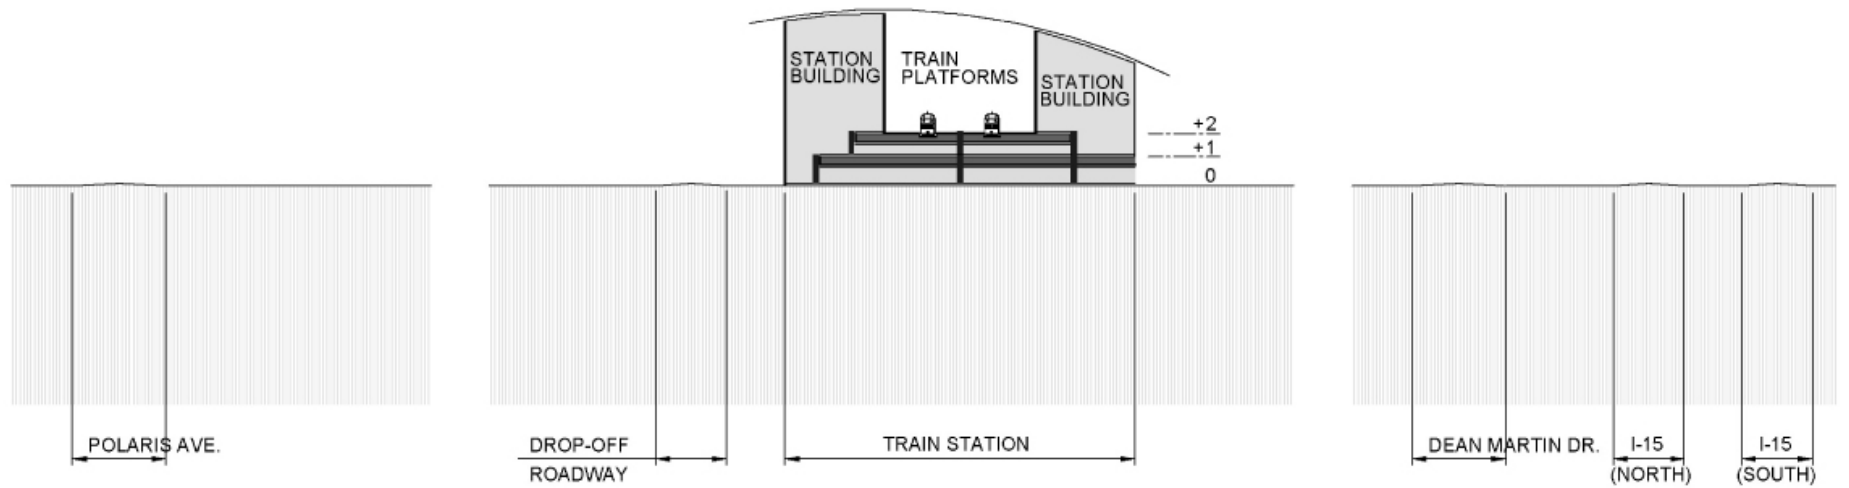 STATION
BUILDING
TRAIN
PLATFORMS
STATION
BUILDING
+2
+1
0
POLARIS AVE.
DROP-OFF
ROADWAY
TRAIN STATION
DEAN MARTIN DR.
I-15
(NORTH)
I-15
(SOUTH)